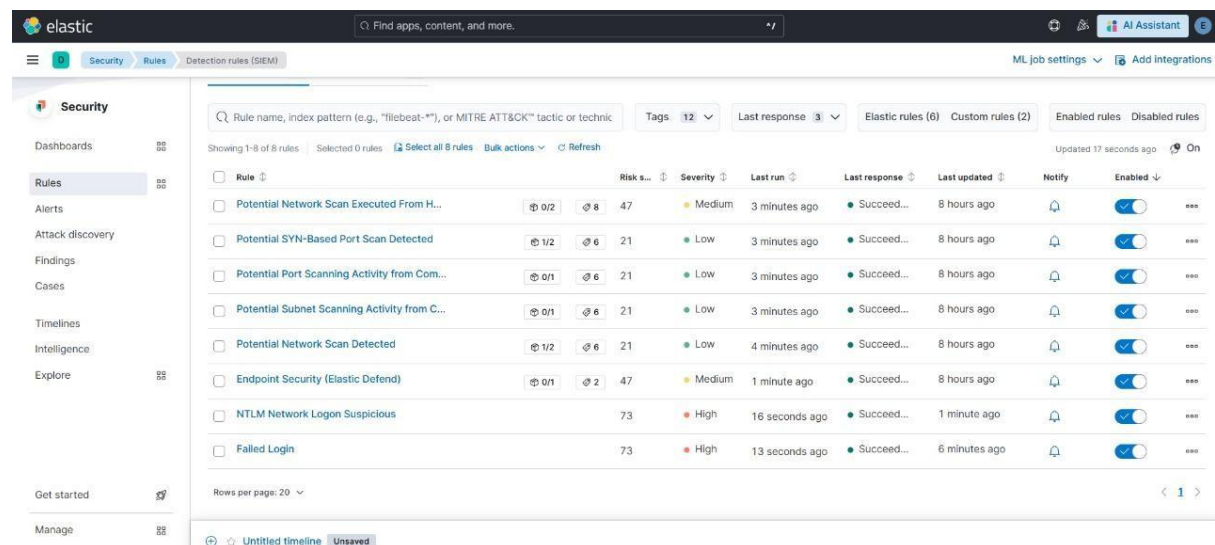 elastic
Find apps, content, and more.
^/
AI Assistant
E
D
Security
Rules
Detection rules (SIEM)
ML job settings
Add integrations
Security
Dashboards
Rules
Alerts
Attack discovery
Findings
Cases
Timelines
Intelligence
Explore
Get started
Manage
Rule name, index pattern (e.g., "filebeat-*"), or MITRE ATT&CK™ tactic or technic
Tags 12
Last response 3
Elastic rules (6) Custom rules (2)
Enabled rules Disabled rules
Showing 1-8 of 8 rules Selected 0 rules Select all 8 rules Bulk actions Refresh
Updated 17 seconds ago On
Rule Risk s... Severity Last run Last response Last updated Notify Enabled
Potential Network Scan Executed From H... 0/2 8 47 Medium 3 minutes ago Succeed... 8 hours ago
Potential SYN-Based Port Scan Detected 1/2 6 21 Low 3 minutes ago Succeed... 8 hours ago
Potential Port Scanning Activity from Com... 0/1 6 21 Low 3 minutes ago Succeed... 8 hours ago
Potential Subnet Scanning Activity from C... 0/1 6 21 Low 3 minutes ago Succeed... 8 hours ago
Potential Network Scan Detected 1/2 6 21 Low 4 minutes ago Succeed... 8 hours ago
Endpoint Security (Elastic Defend) 0/1 2 47 Medium 1 minute ago Succeed... 8 hours ago
NTLM Network Logon Suspicious 73 High 16 seconds ago Succeed... 1 minute ago
Failed Login 73 High 13 seconds ago Succeed... 6 minutes ago
Rows per page: 20
1
Untitled timeline Unsaved